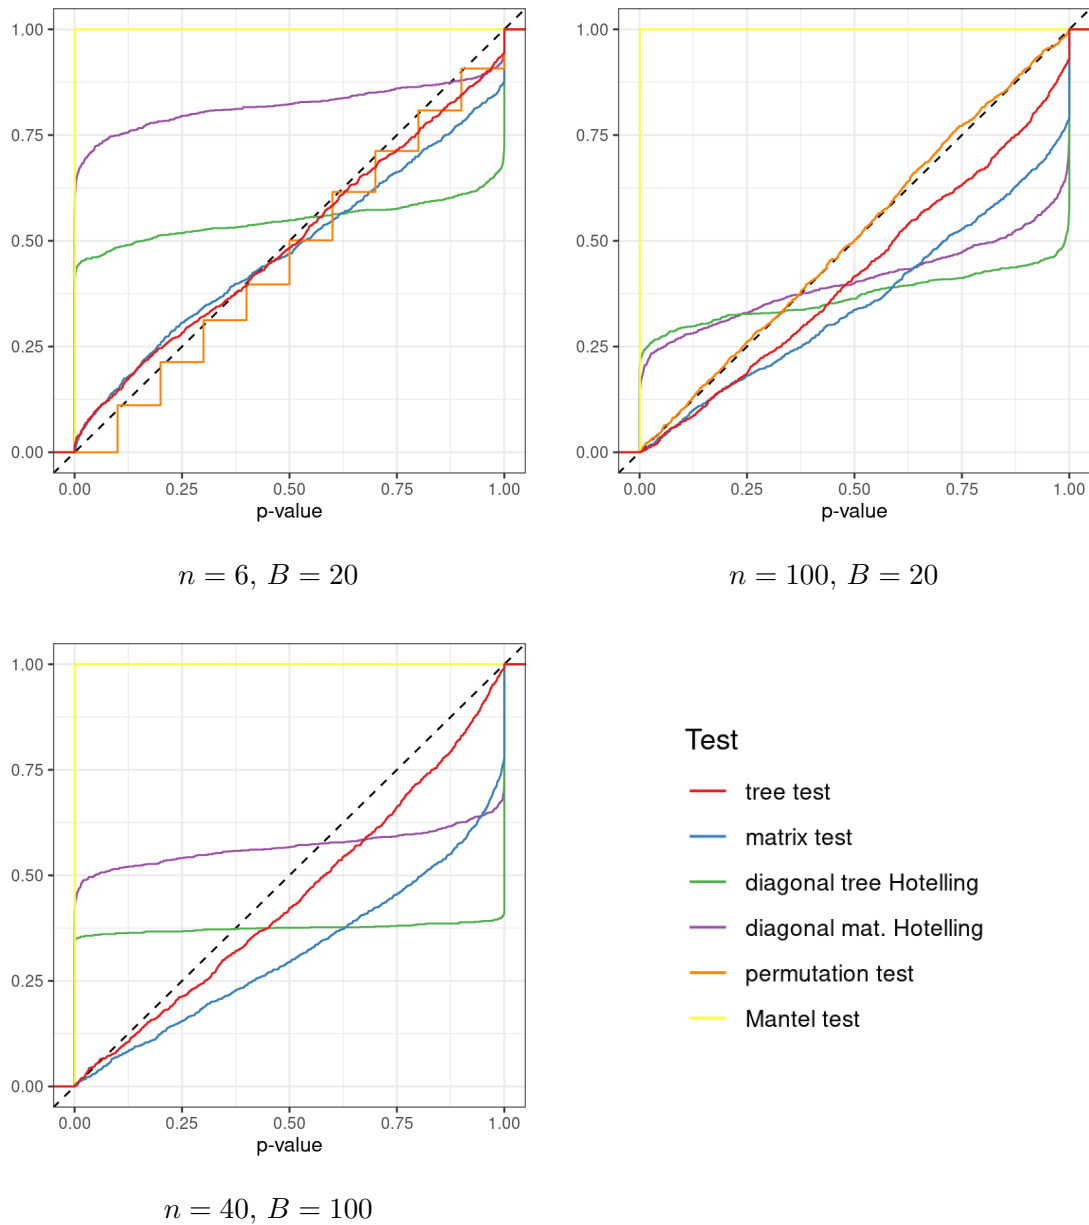 1.00
0.75
0.50
0.25
0.00
0.00 0.25 0.50 0.75 1.00
p-value
n = 6, B = 20
1.00
0.75
0.50
0.25
0.00
0.00 0.25 0.50 0.75 1.00
p-value
n = 100, B = 20
1.00
0.75
0.50
0.25
0.00
0.00 0.25 0.50 0.75 1.00
p-value
n = 40, B = 100
Test
tree test
matrix test
diagonal tree Hotelling
diagonal mat. Hotelling
permutation test
Mantel test